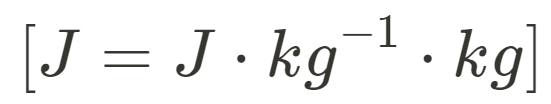 [J = J · kg⁻¹ · kg]